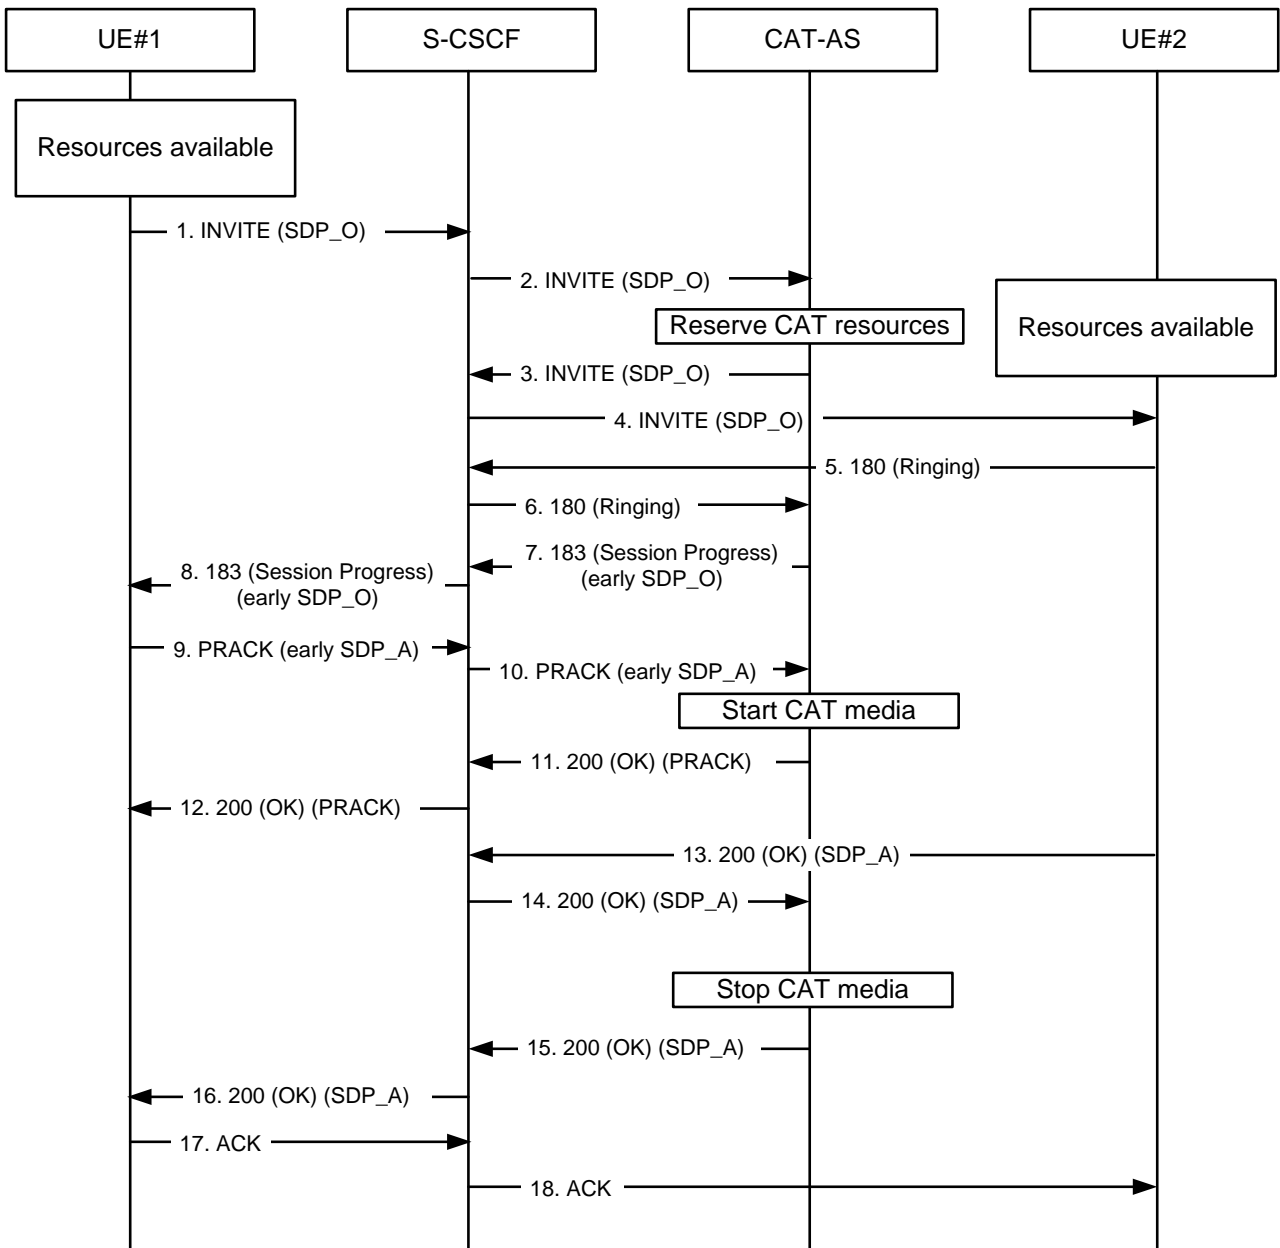 UE#1
S-CSCF
CAT-AS
UE#2
Resources available
1. INVITE (SDP_O)
2. INVITE (SDP_O)
Reserve CAT resources
Resources available
3. INVITE (SDP_O)
4. INVITE (SDP_O)
5. 180 (Ringing)
6. 180 (Ringing)
7. 183 (Session Progress)
(early SDP_O)
8. 183 (Session Progress)
(early SDP_O)
9. PRACK (early SDP_A)
10. PRACK (early SDP_A)
Start CAT media
11. 200 (OK) (PRACK)
12. 200 (OK) (PRACK)
13. 200 (OK) (SDP_A)
14. 200 (OK) (SDP_A)
Stop CAT media
15. 200 (OK) (SDP_A)
16. 200 (OK) (SDP_A)
17. ACK
18. ACK